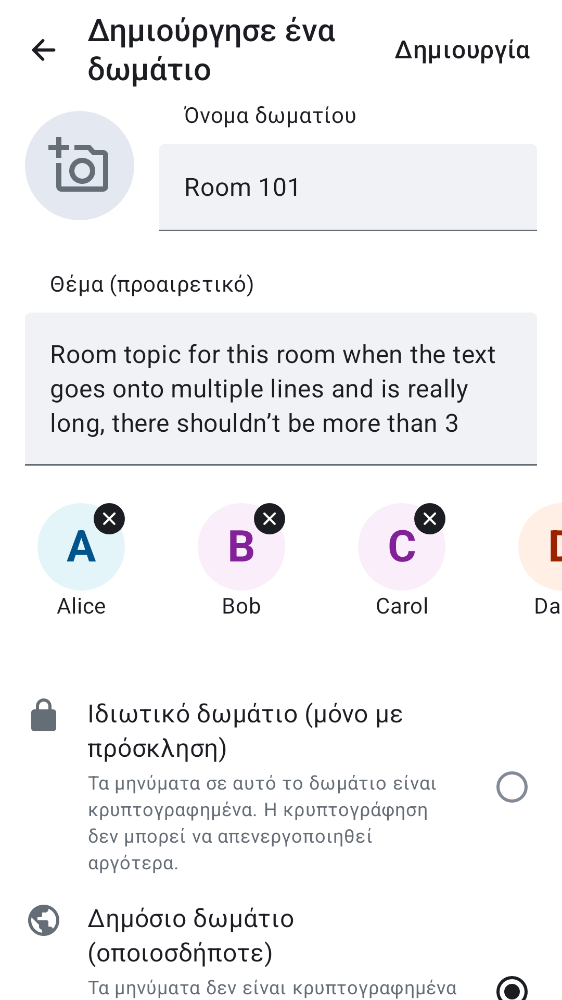 Δημιούργησε ένα
δωμάτιο
Δημιουργία
Όνομα δωματίου
Room 101
Θέμα (προαιρετικό)
Room topic for this room when the text
goes onto multiple lines and is really
long, there shouldn’t be more than 3
A
B
C
Alice
Bob
Carol
Da
Ιδιωτικό δωμάτιο (μόνο με
πρόσκληση)
Τα μηνύματα σε αυτό το δωμάτιο είναι
κρυπτογραφημένα. Η κρυπτογράφηση
δεν μπορεί να απενεργοποιηθεί
αργότερα.
Δημόσιο δωμάτιο
(οποιοσδήποτε)
Τα μηνύματα δεν είναι κρυπτογραφημένα